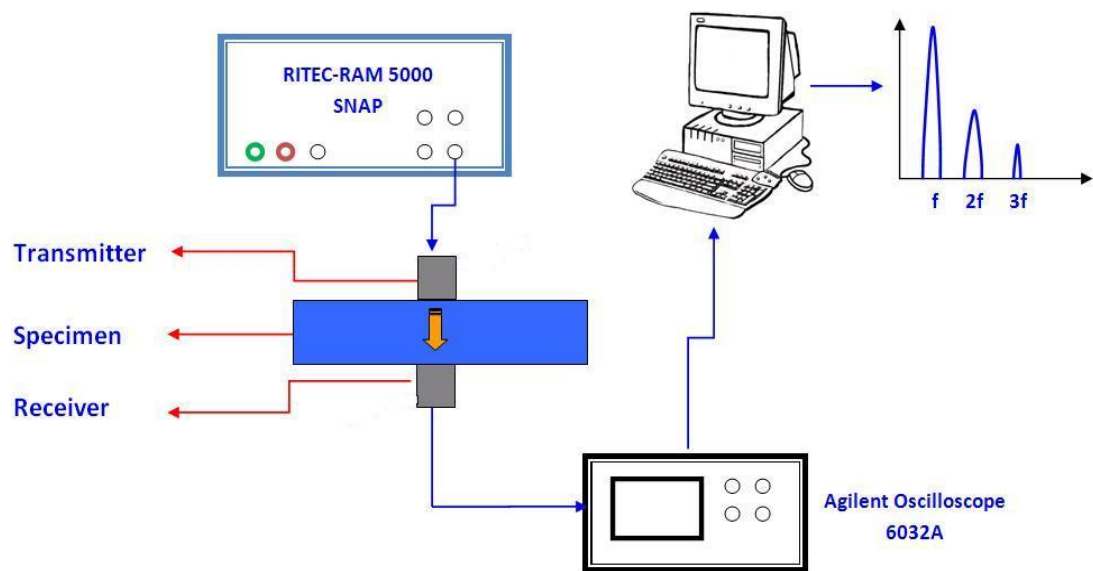 RITEC-RAM 5000
SNAP
f 2f 3f
Transmitter
Specimen
Receiver
Agilent Oscilloscope
6032A